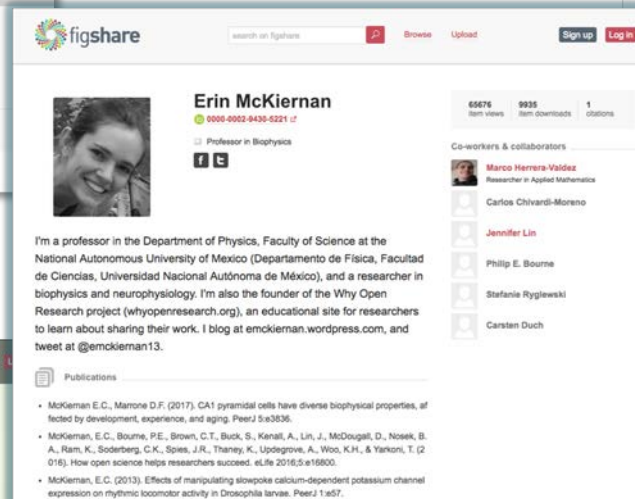 figshare
search on figshare
Browse
Upload
Sign up
Log in
Erin McKiernan
0000-0002-9430-5221
Professor in Biophysics
65676
item views
9935
item downloads
1
citations
Co-workers & collaborators
Marco Herrera-Valdez
Researcher in Applied Mathematics
Carlos Chivardi-Moreno
Jennifer Lin
Philip E. Bourne
Stefanie Ryglewski
Carsten Duch
I'm a professor in the Department of Physics, Faculty of Science at the
National Autonomous University of Mexico (Departamento de Física, Facultad
de Ciencias, Universidad Nacional Autónoma de México), and a researcher in
biophysics and neurophysiology. I'm also the founder of the Why Open
Research project (whyopenresearch.org), an educational site for researchers
to learn about sharing their work. I blog at emckiernan.wordpress.com, and
tweet at @emckiernan13.
Publications
• McKiernan E.C., Marrone D.F. (2017). CA1 pyramidal cells have diverse biophysical properties, af
fected by development, experience, and aging. PeerJ 5:e3836.
• McKiernan, E.C., Bourne, P.E., Brown, C.T., Buck, S., Kenall, A., Lin, J., McDougall, D., Nosek, B.
A., Ram, K., Soderberg, C.K., Spies, J.R., Thaney, K., Updegrove, A., Woo, K.H., & Yarkoni, T. (2
016). How open science helps researchers succeed. eLife 2016;5:e16800.
• McKiernan, E.C. (2013). Effects of manipulating slowpoke calcium-dependent potassium channel
expression on rhythmic locomotor activity in Drosophila larvae. PeerJ 1:e57.